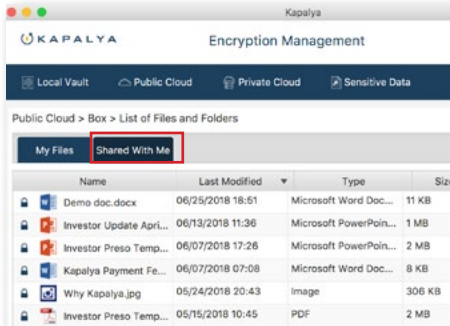 Kapalya
KAPALYA
Encryption Management
Local Vault Public Cloud Private Cloud Sensitive Data
Public Cloud > Box > List of Files and Folders
My Files Shared With Me
Name Last Modified Type
Demo doc.docx 06/25/2018 18:51 Microsoft Word Doc... 11 KB
Investor Update Apri... 06/13/2018 11:36 Microsoft PowerPoin... 1 MB
Investor Preso Temp... 06/07/2018 17:26 Microsoft PowerPoin... 2 MB
Kapalya Payment Fe... 06/07/2018 07:08 Microsoft Word Doc... 8 KB
Why Kapalya.jpg 05/24/2018 20:43 Image 306 KB
Investor Preso Temp... 05/15/2018 10:45 PDF 2 MB